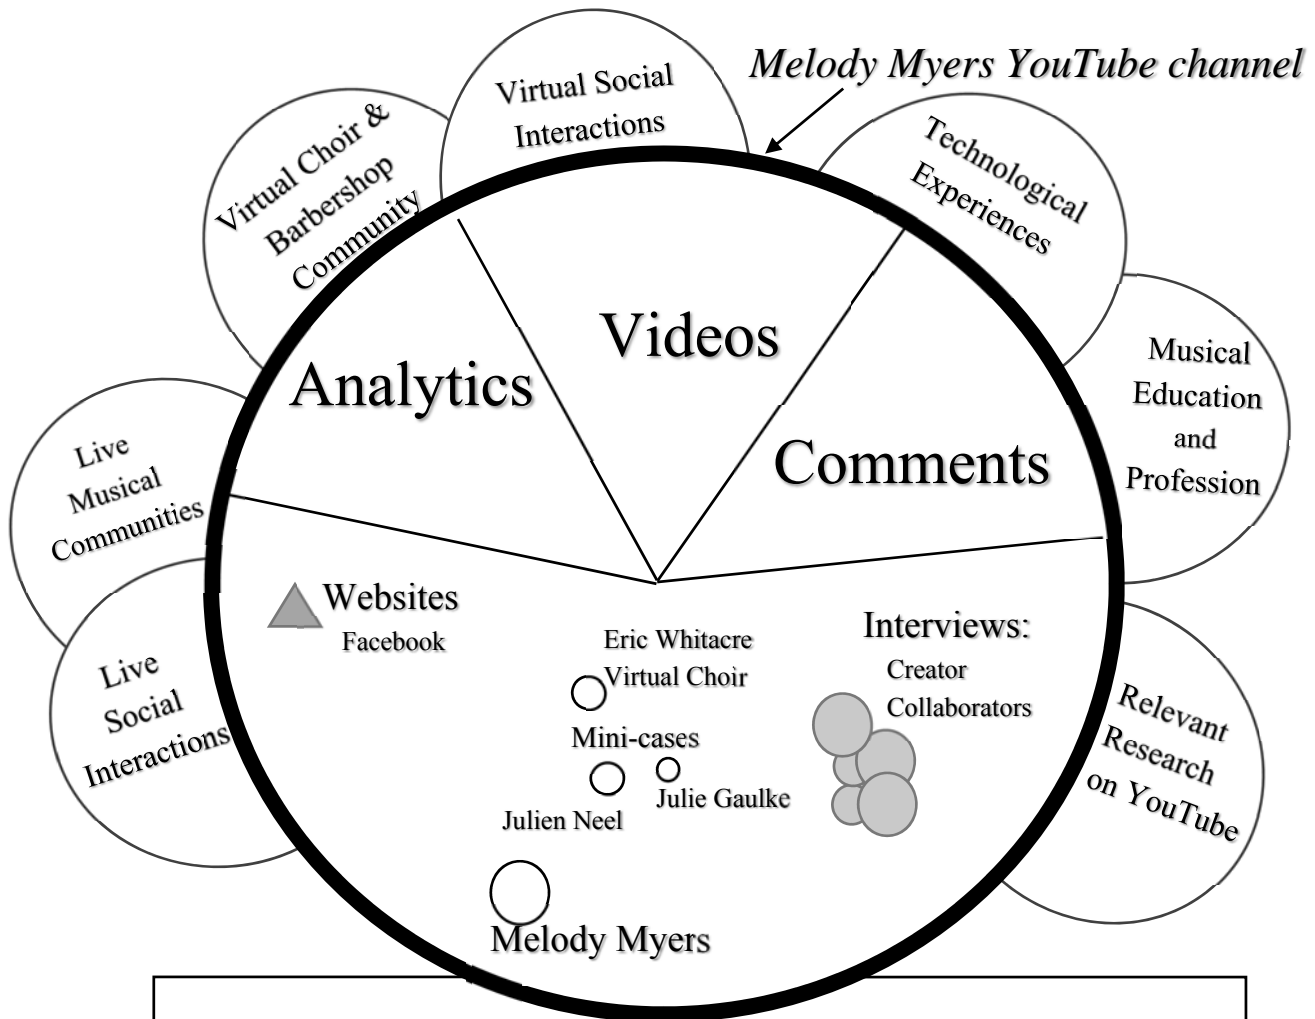 Melody Myers YouTube channel
Virtual Social
Interactions
Virtual Choir &
Barbershop
Community
Technological
Experiences
Musical
Education
and
Profession
Live
Musical
Communities
Live
Social
Interactions
Relevant
Research
on YouTube
Videos
Analytics
Comments
Websites
Facebook
Eric Whitacre
Virtual Choir
Mini-cases
Julie Gaulke
Julien Neel
Melody Myers
Interviews:
Creator
Collaborators